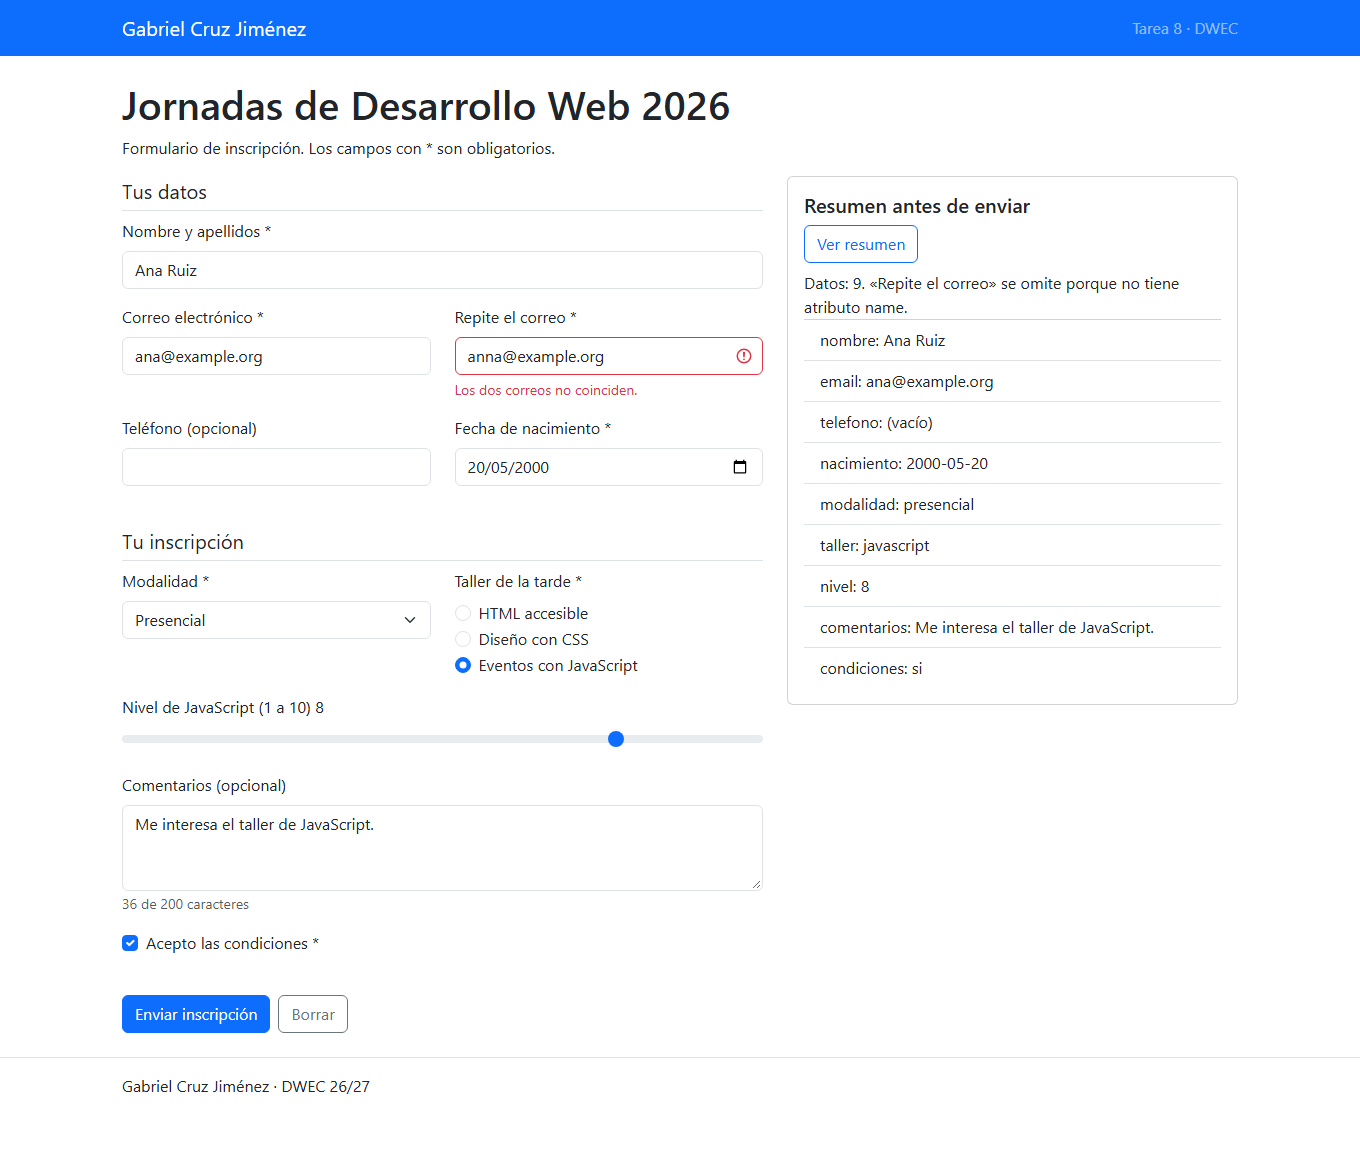 Gabriel Cruz Jiménez
Tarea 8 · DWEC
Jornadas de Desarrollo Web 2026
Formulario de inscripción. Los campos con * son obligatorios.
Tus datos
Nombre y apellidos *
Ana Ruiz
Correo electrónico *
ana@example.org
Repite el correo *
anna@example.org
Los dos correos no coinciden.
Teléfono (opcional)
Fecha de nacimiento *
20/05/2000
Tu inscripción
Modalidad *
Presencial
Taller de la tarde *
HTML accesible
Diseño con CSS
Eventos con JavaScript
Nivel de JavaScript (1 a 10) 8
Comentarios (opcional)
Me interesa el taller de JavaScript.
36 de 200 caracteres
Acepto las condiciones *
Enviar inscripción
Borrar
Resumen antes de enviar
Ver resumen
Datos: 9. «Repite el correo» se omite porque no tiene
atributo name.
nombre: Ana Ruiz
email: ana@example.org
telefono: (vacío)
nacimiento: 2000-05-20
modalidad: presencial
taller: javascript
nivel: 8
comentarios: Me interesa el taller de JavaScript.
condiciones: si
Gabriel Cruz Jiménez · DWEC 26/27